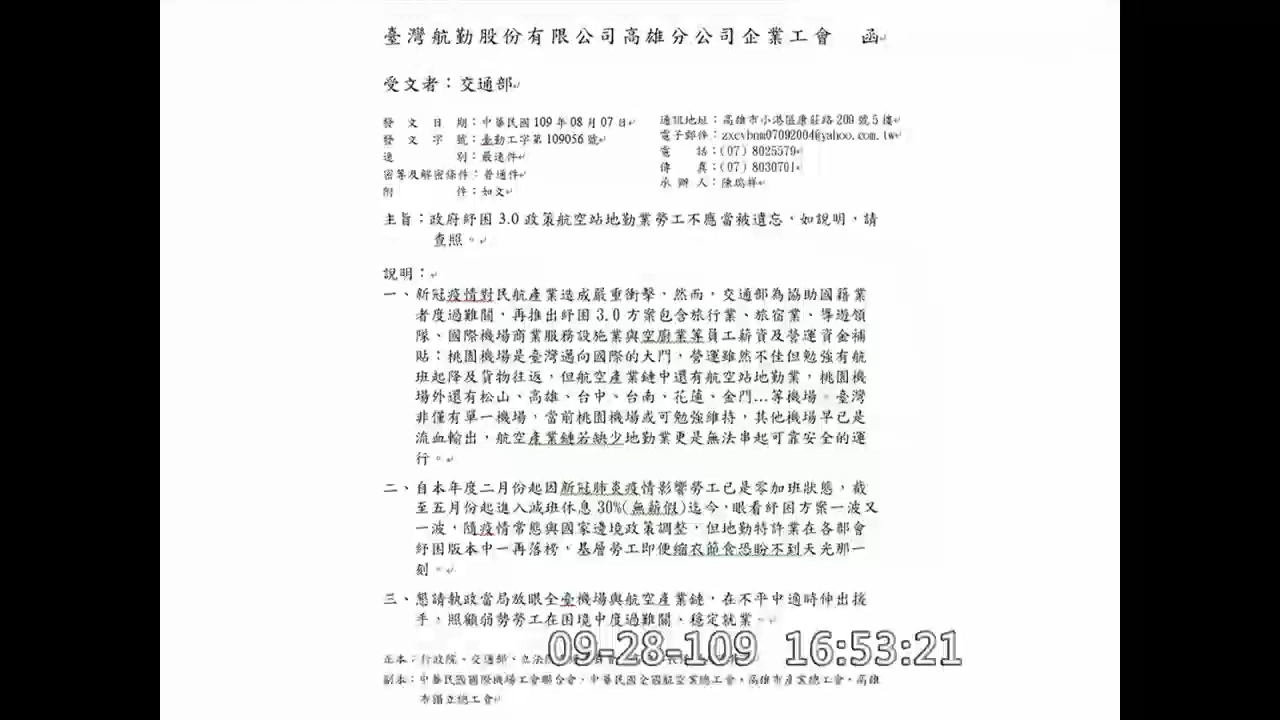 臺灣航勤股份有限公司高雄分公司企業工會 函
受文者：交通部
發文日期：中華民國109年08月07日
發文字號：臺勤工字第109056號
速別：最速件
密等及解密條件：普通件
附件：如文
通訊地址：高雄市小港區康莊路209號5樓
電子郵件：zxcvbnm07092004@yahoo.com.tw
電話：(07) 8025579
傳真：(07) 8030701
承辦人：陳瑞祥
主旨：政府紓困3.0政策航空站地勤業勞工不應當被遺忘，如說明，請
查照。
說明：
一、新冠疫情對民航產業造成嚴重衝擊，然而，交通部為協助國籍業
者度過難關，再推出紓困3.0方案包含旅行業、旅宿業、導遊領
隊、國際機場商業服務設施業與空廚業等員工薪資及營運資金補
貼；桃園機場是臺灣邁向國際的大門，營運雖然不佳但勉強有航
班起降及貨物往返，但航空產業鏈中還有航空站地勤業，桃園機
場外還有松山、高雄、台中、台南、花蓮、金門...等機場。臺灣
非僅有單一機場，當前桃園機場或可勉強維持，其他機場早已是
流血輸出，航空產業鏈若缺少地勤業更是無法串起可靠安全的運
行。
二、自本年度二月份起因新冠肺炎疫情影響勞工已是零加班狀態，截
至五月份起進入減班休息30%(無薪假)迄今，眼看紓困方案一波又
一波，隨疫情常態與國家邊境政策調整，但地勤特許業在各部會
紓困版本中一再落榜，基層勞工即便縮衣節食恐盼不到天光那一
刻。
三、懇請執政當局放眼全臺機場與航空產業鏈，在不平中適時伸出援
手，照顧弱勢勞工在困境中度過難關、穩定就業。
09-28-109 16:53:21
正本：行政院、交通部、立法院
副本：中華民國國際機場工會聯合會、中華民國全國航空業總工會、高雄市產業總工會、高雄
市獨立總工會